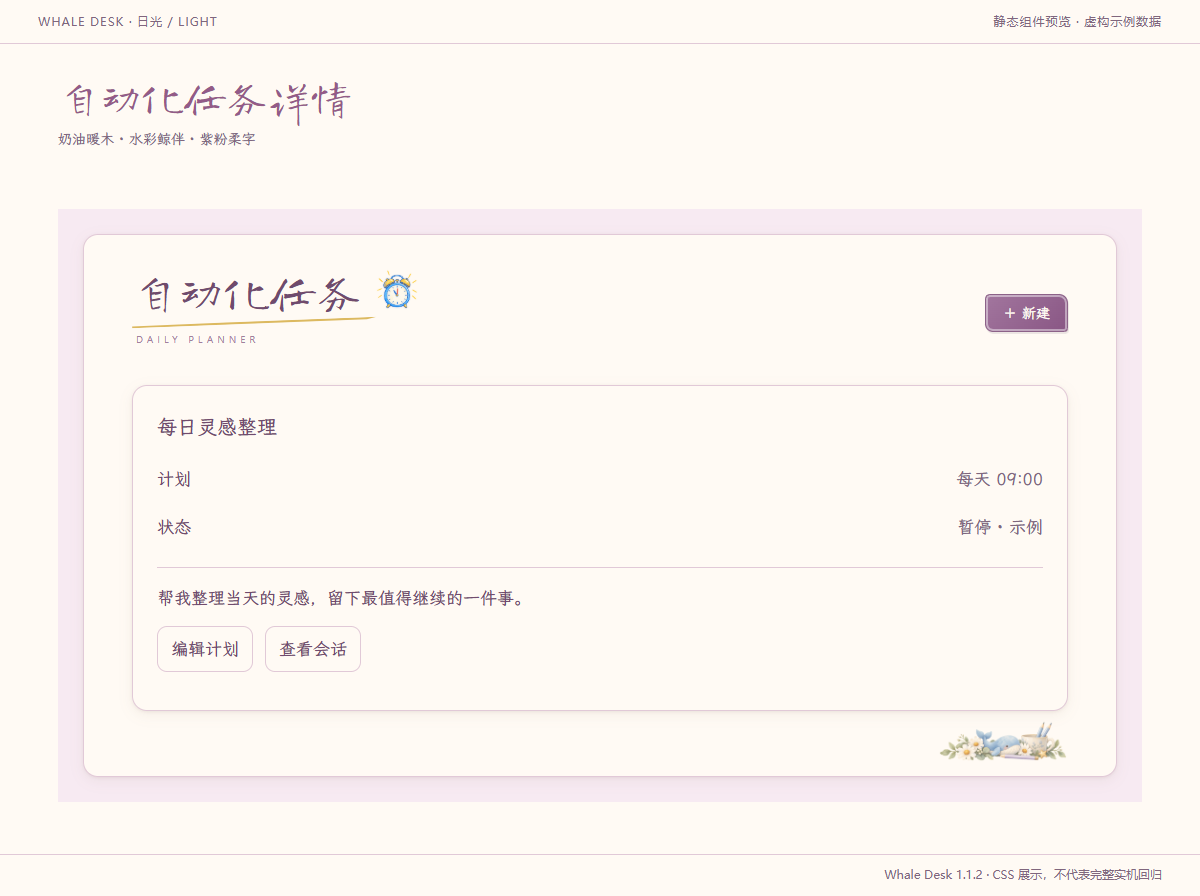 WHALE DESK · 日光 / LIGHT
静态组件预览 · 虚构示例数据
自动化任务详情
奶油暖木 · 水彩鲸伴 · 紫粉柔字
自动化任务
DAILY PLANNER
+ 新建
每日灵感整理
计划 每天 09:00
状态 暂停 · 示例
帮我整理当天的灵感，留下最值得继续的一件事。
编辑计划 查看会话
Whale Desk 1.1.2 · CSS 展示，不代表完整实机回归